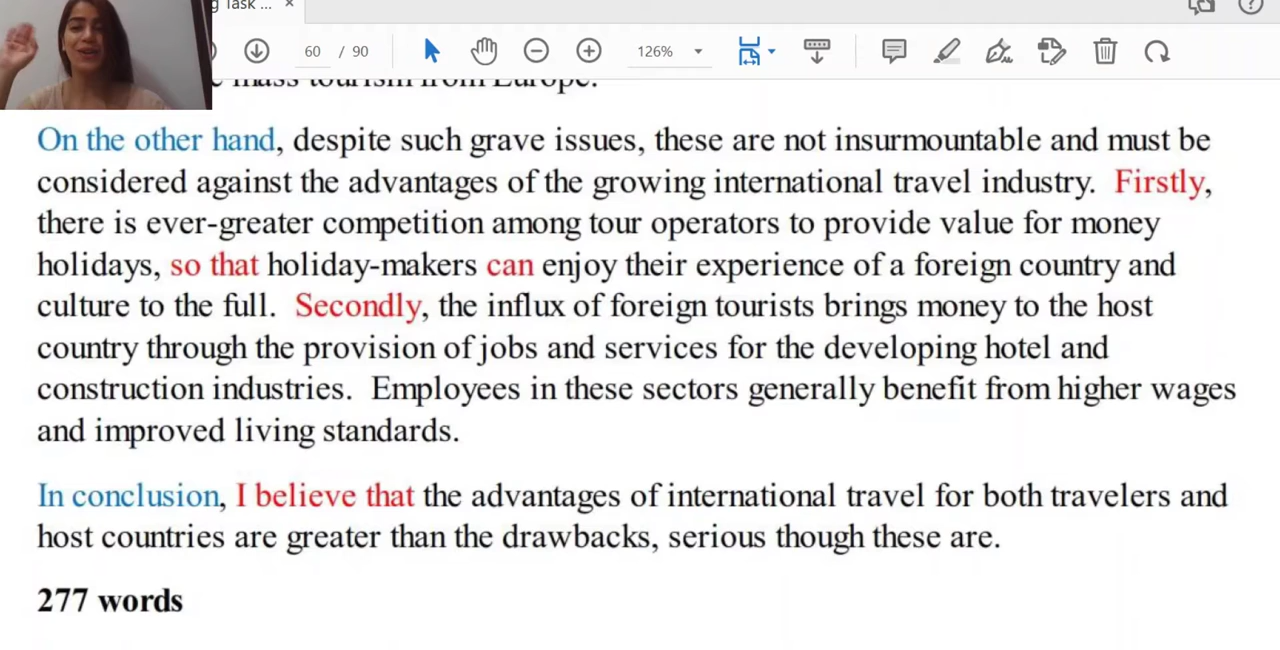 g Task ...
60 / 90
126%
mass tourism from Europe.
On the other hand, despite such grave issues, these are not insurmountable and must be
considered against the advantages of the growing international travel industry. Firstly,
there is ever-greater competition among tour operators to provide value for money
holidays, so that holiday-makers can enjoy their experience of a foreign country and
culture to the full. Secondly, the influx of foreign tourists brings money to the host
country through the provision of jobs and services for the developing hotel and
construction industries. Employees in these sectors generally benefit from higher wages
and improved living standards.
In conclusion, I believe that the advantages of international travel for both travelers and
host countries are greater than the drawbacks, serious though these are.
277 words